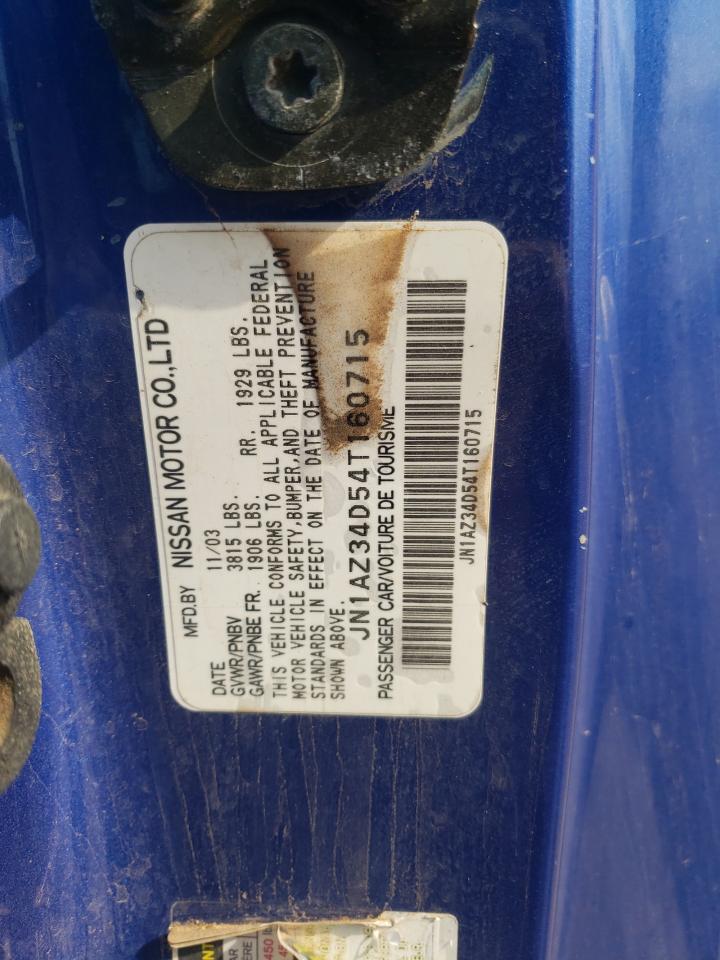 MFD.BY NISSAN MOTOR CO.,LTD
DATE 11/03
GVWR/PNBV 3815 LBS.
GAWR/PNBE FR. 1906 LBS. RR. 1929 LBS.
THIS VEHICLE CONFORMS TO ALL APPLICABLE FEDERAL
MOTOR VEHICLE SAFETY,BUMPER,AND THEFT PREVENTION
STANDARDS IN EFFECT ON THE DATE OF MANUFACTURE
SHOWN ABOVE.
JN1AZ34D54T160715
PASSENGER CAR/VOITURE DE TOURISME
JN1AZ34D54T160715
450